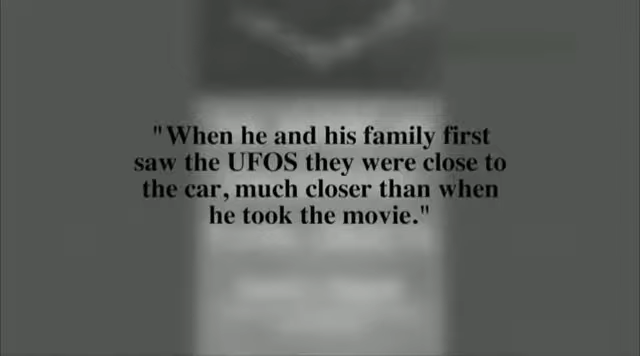 "When he and his family first
saw the UFOS they were close to
the car, much closer than when
he took the movie."